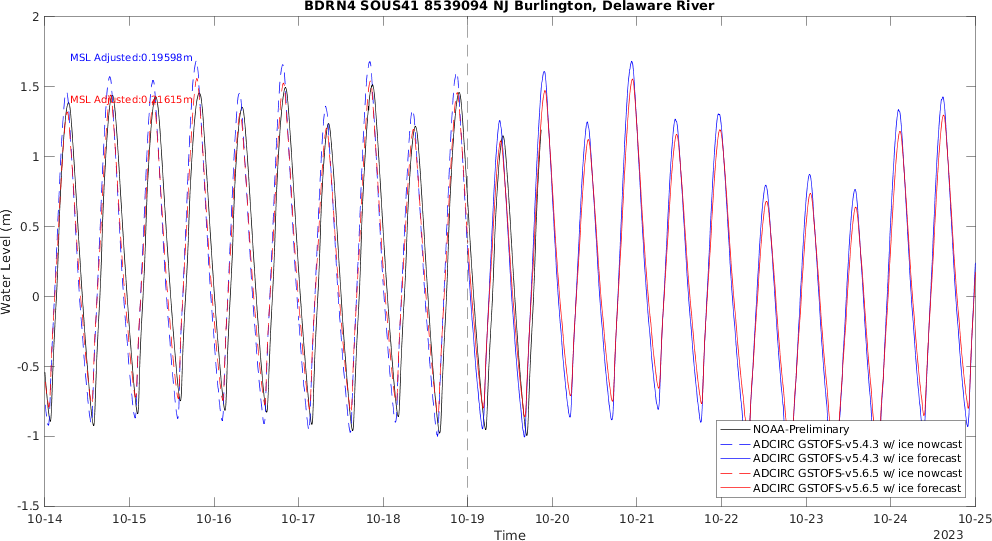 BDRN4 SOUS41 8539094 NJ Burlington, Delaware River
2
1.5
1
0.5
0
-0.5
-1
-1.5
Water Level (m)
MSL Adjusted:0.19598m
MSL Adjusted:0.21615m
NOAA-Preliminary
ADCIRC GSTOFS-v5.4.3 w/ ice nowcast
ADCIRC GSTOFS-v5.4.3 w/ ice forecast
ADCIRC GSTOFS-v5.6.5 w/ ice nowcast
ADCIRC GSTOFS-v5.6.5 w/ ice forecast
10-14 10-15 10-16 10-17 10-18 10-19 10-20 10-21 10-22 10-23 10-24 10-25
Time
2023